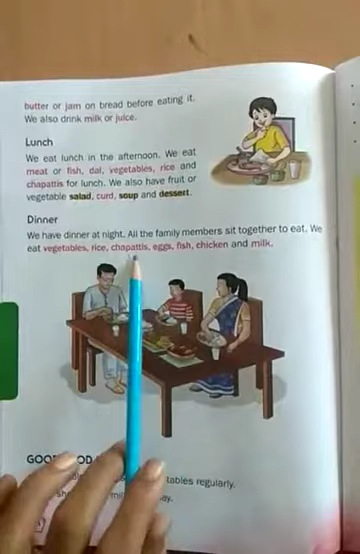 butter or jam on bread before eating it.
We also drink milk or juice.
Lunch
We eat lunch in the afternoon. We eat
meat or fish, dal, vegetables, rice and
chapattis for lunch. We also have fruit or
vegetable salad, curd, soup and dessert.
Dinner
We have dinner at night. All the family members sit together to eat. We
eat vegetables, rice, chapattis, eggs, fish, chicken and milk.
tables regularly.